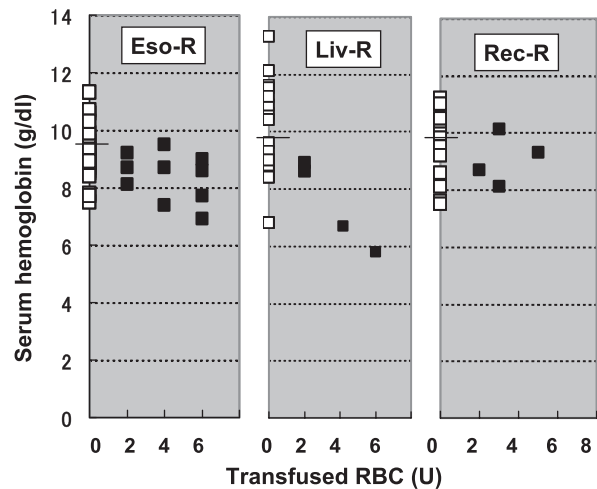 Eso-R
Liv-R
Rec-R
Serum hemoglobin (g/dl)
14
12
10
8
6
4
2
0
0 2 4 6
0 2 4 6 8
0 2 4 6 8
Transfused RBC (U)